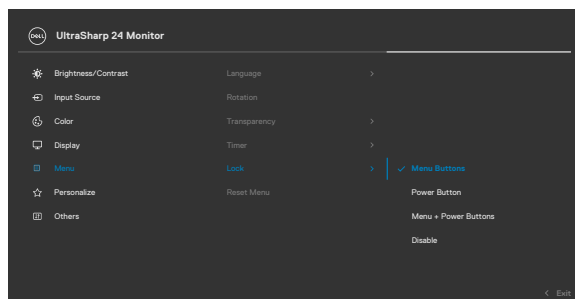 DELL UltraSharp 24 Monitor
Brightness/Contrast Language
Input Source Rotation
Color Transparency
Display Timer
Menu Lock Menu Buttons
Personalize Reset Menu Power Button
Others Menu + Power Buttons
Disable
Exit